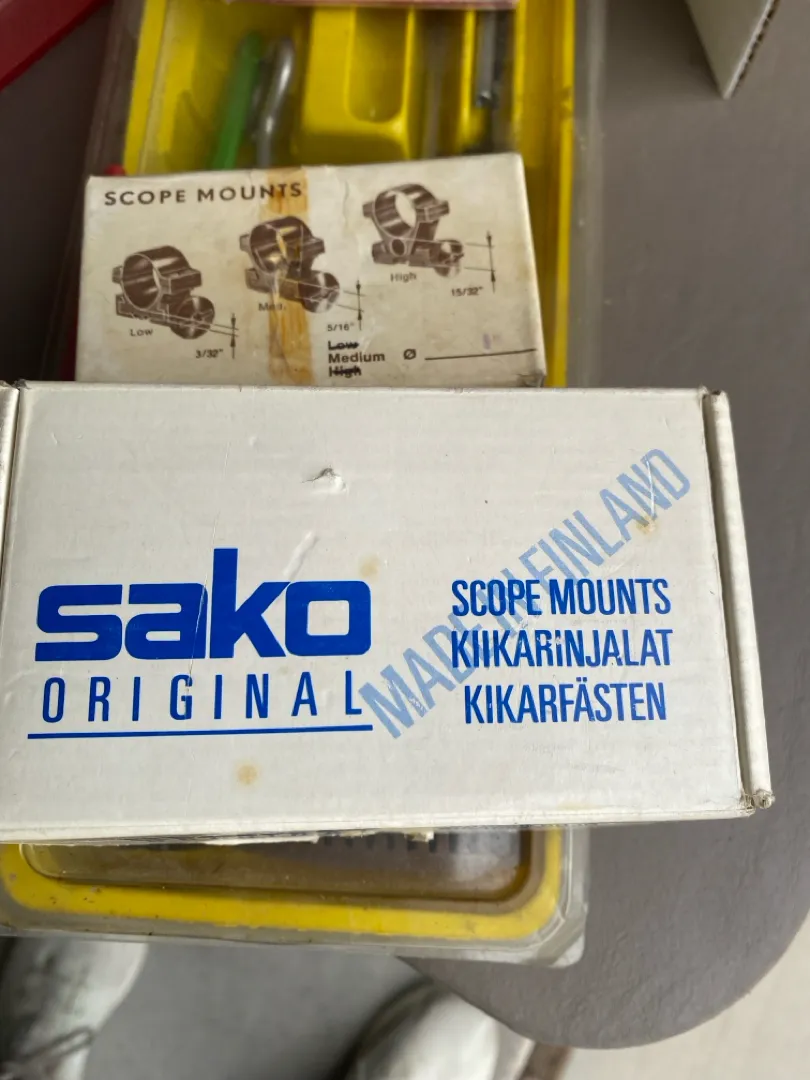 SCOPE MOUNTS
Low
3/32"
Med.
5/16"
High
15/32"
Low
Medium Ø
High
sako
ORIGINAL
MADE IN FINLAND
SCOPE MOUNTS
KIIKARiNJALAT
KIKARFÄSTEN